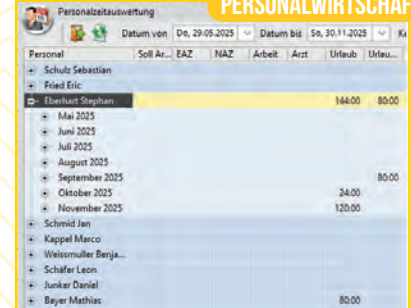 PERSONALWIRTSCHAF
Personalzeitauswertung
Datum von Do, 29.05.2025 Datum bis So, 30.11.2025 Ka
Personal Soll Ar... EAZ NAZ Arbeit Arzt Urlaub Urlau...
Schulz Sebastian
Fried Eric
Eberhart Stephan 144:00 80:00
Mai 2025
Juni 2025
Juli 2025
August 2025
September 2025 80:00
Oktober 2025 24:00
November 2025 120:00
Schmid Jan
Kappel Marco
Weissmuller Benja...
Schäfer Leon
Junker Daniel
Bayer Mathias 80:00